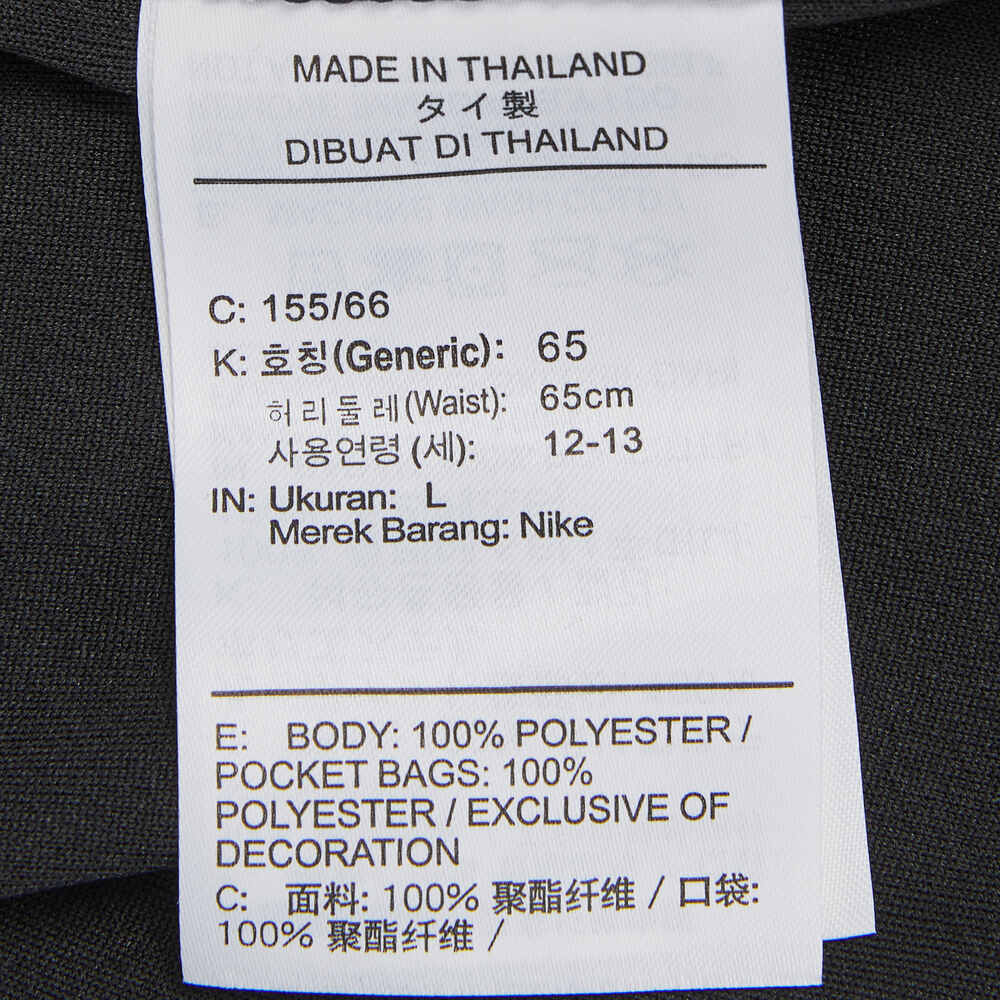 MADE IN THAILAND
タイ製
DIBUAT DI THAILAND
C: 155/66
K: 호칭(Generic): 65
허리둘레(Waist): 65cm
사용연령 (세): 12-13
IN: Ukuran: L
Merek Barang: Nike
E: BODY: 100% POLYESTER /
POCKET BAGS: 100%
POLYESTER / EXCLUSIVE OF
DECORATION
C: 面料: 100% 聚酯纤维 / 口袋:
100% 聚酯纤维 /